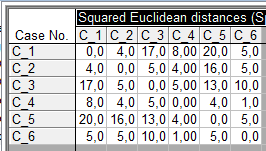 Squared Euclidean distances (S
Case No. C_1 C_2 C_3 C_4 C_5 C_6
C_1 0,0 4,0 17,0 8,00 20,0 5,0
C_2 4,0 0,0 5,0 4,00 16,0 5,0
C_3 17,0 5,0 0,0 5,00 13,0 10,0
C_4 8,0 4,0 5,0 0,00 4,0 1,0
C_5 20,0 16,0 13,0 4,00 0,0 5,0
C_6 5,0 5,0 10,0 1,00 5,0 0,0